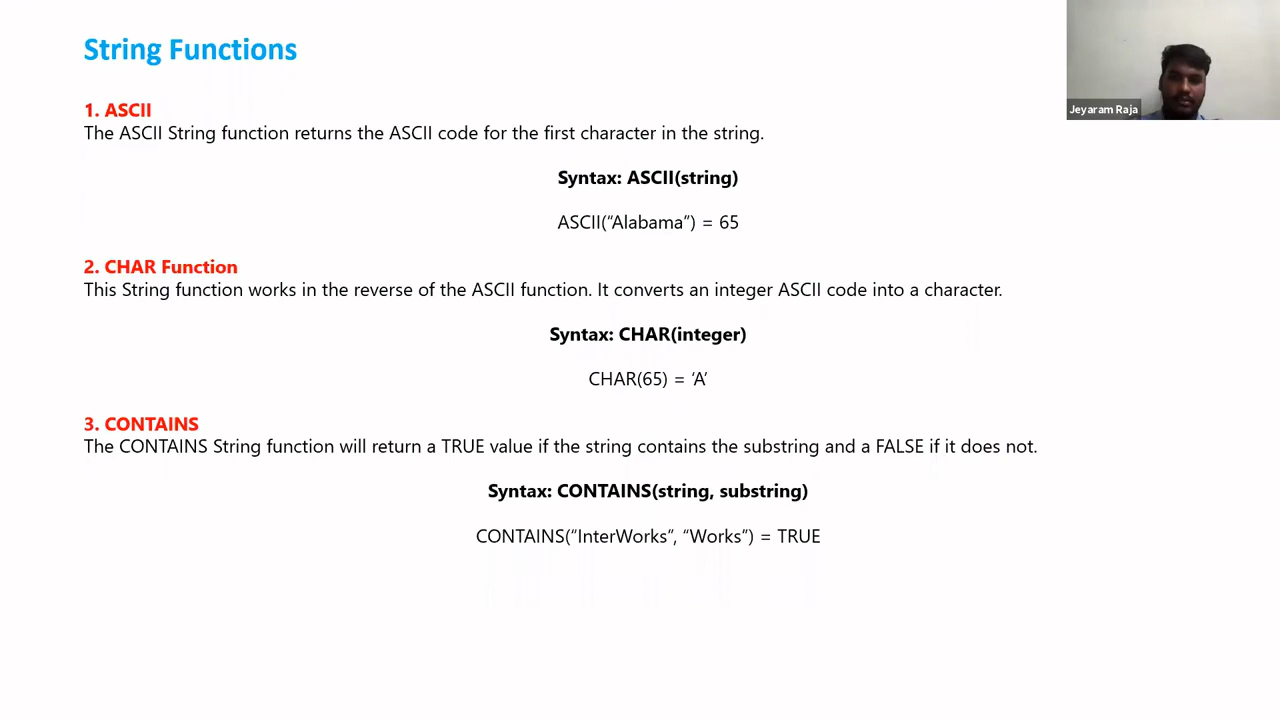 String Functions
Jeyaram Raja
1. ASCII
The ASCII String function returns the ASCII code for the first character in the string.
Syntax: ASCII(string)
ASCII(“Alabama”) = 65
2. CHAR Function
This String function works in the reverse of the ASCII function. It converts an integer ASCII code into a character.
Syntax: CHAR(integer)
CHAR(65) = ‘A’
3. CONTAINS
The CONTAINS String function will return a TRUE value if the string contains the substring and a FALSE if it does not.
Syntax: CONTAINS(string, substring)
CONTAINS(“InterWorks”, “Works”) = TRUE